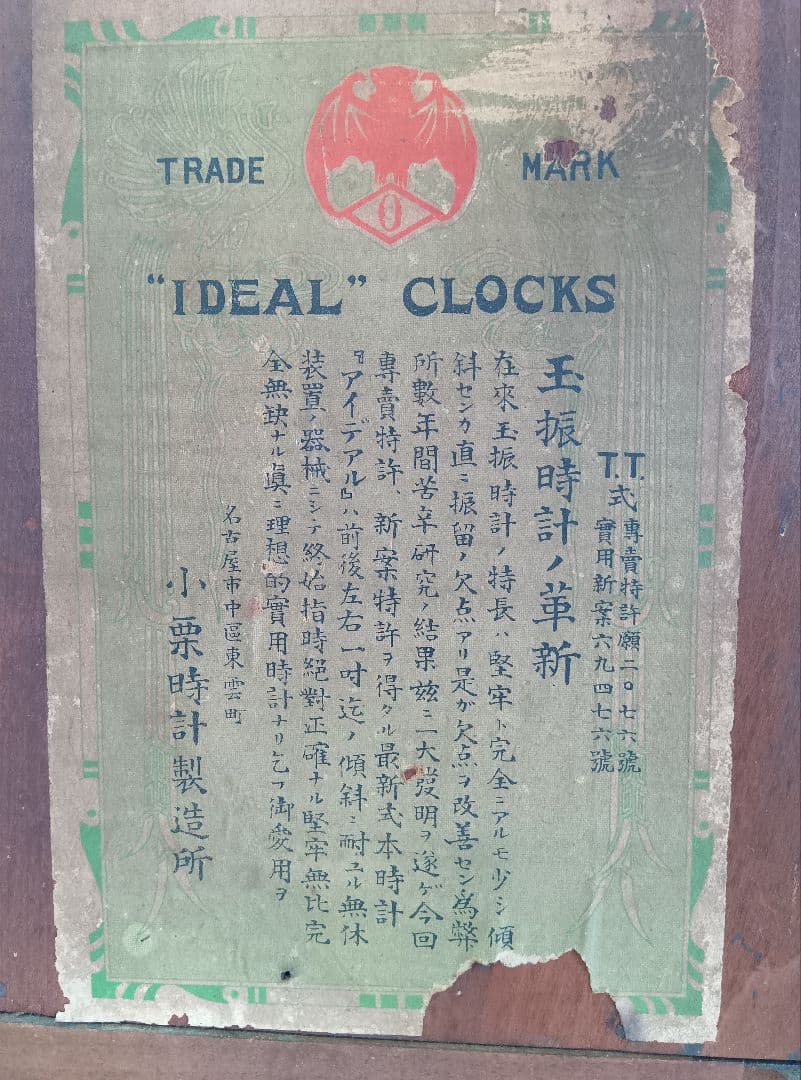 TRADE MARK
0
"IDEAL" CLOCKS
T.T.式
專賣特許願二〇七六號
實用新案六九四七六號
玉振時計ノ革新
在來玉振時計ノ特長ハ堅牢ト完全ニアルモ少シ傾
斜センカ直ニ振留ノ欠点アリ是が欠点ヲ改善セン為弊
所數年間苦辛研究ノ結果玆ニ一大發明ヲ遂ゲ今回
專賣特許、新案特許ヲ得タル最新式本時計
『アイデアル』ハ前後左右一吋迄ノ傾斜ニ耐ユル無休
装置ノ器械ニシテ終始指時絕對正確ナル堅牢無比完
全無缺ナル眞ニ理想的實用時計ナリ乞フ御愛用ヲ
名古屋市中區東雲町
小栗時計製造所